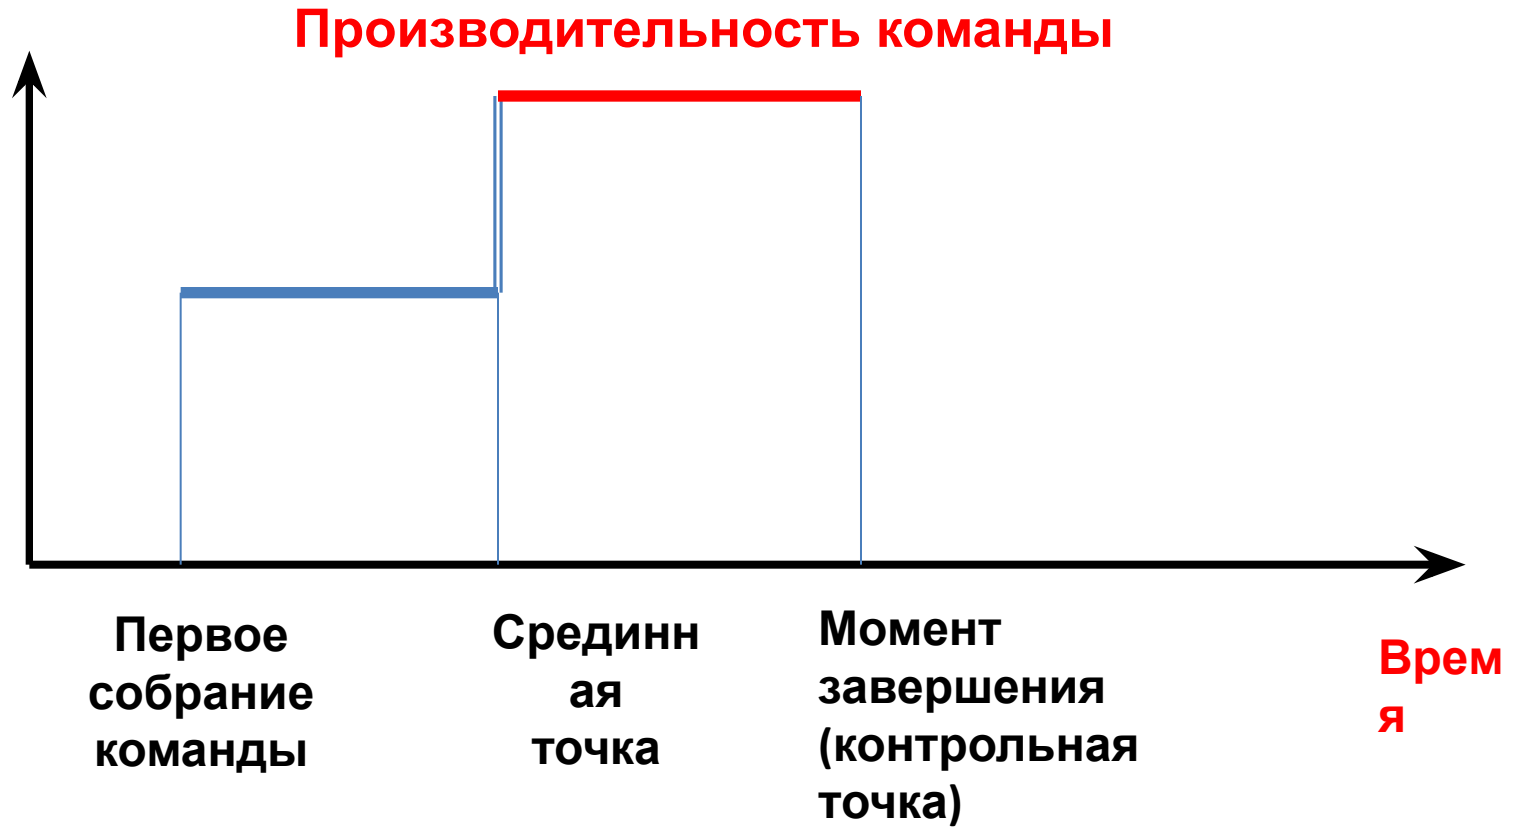 Производительность команды
Первое
собрание
команды
Срединн
ая
точка
Момент
завершения
(контрольная
точка)
Врем
я